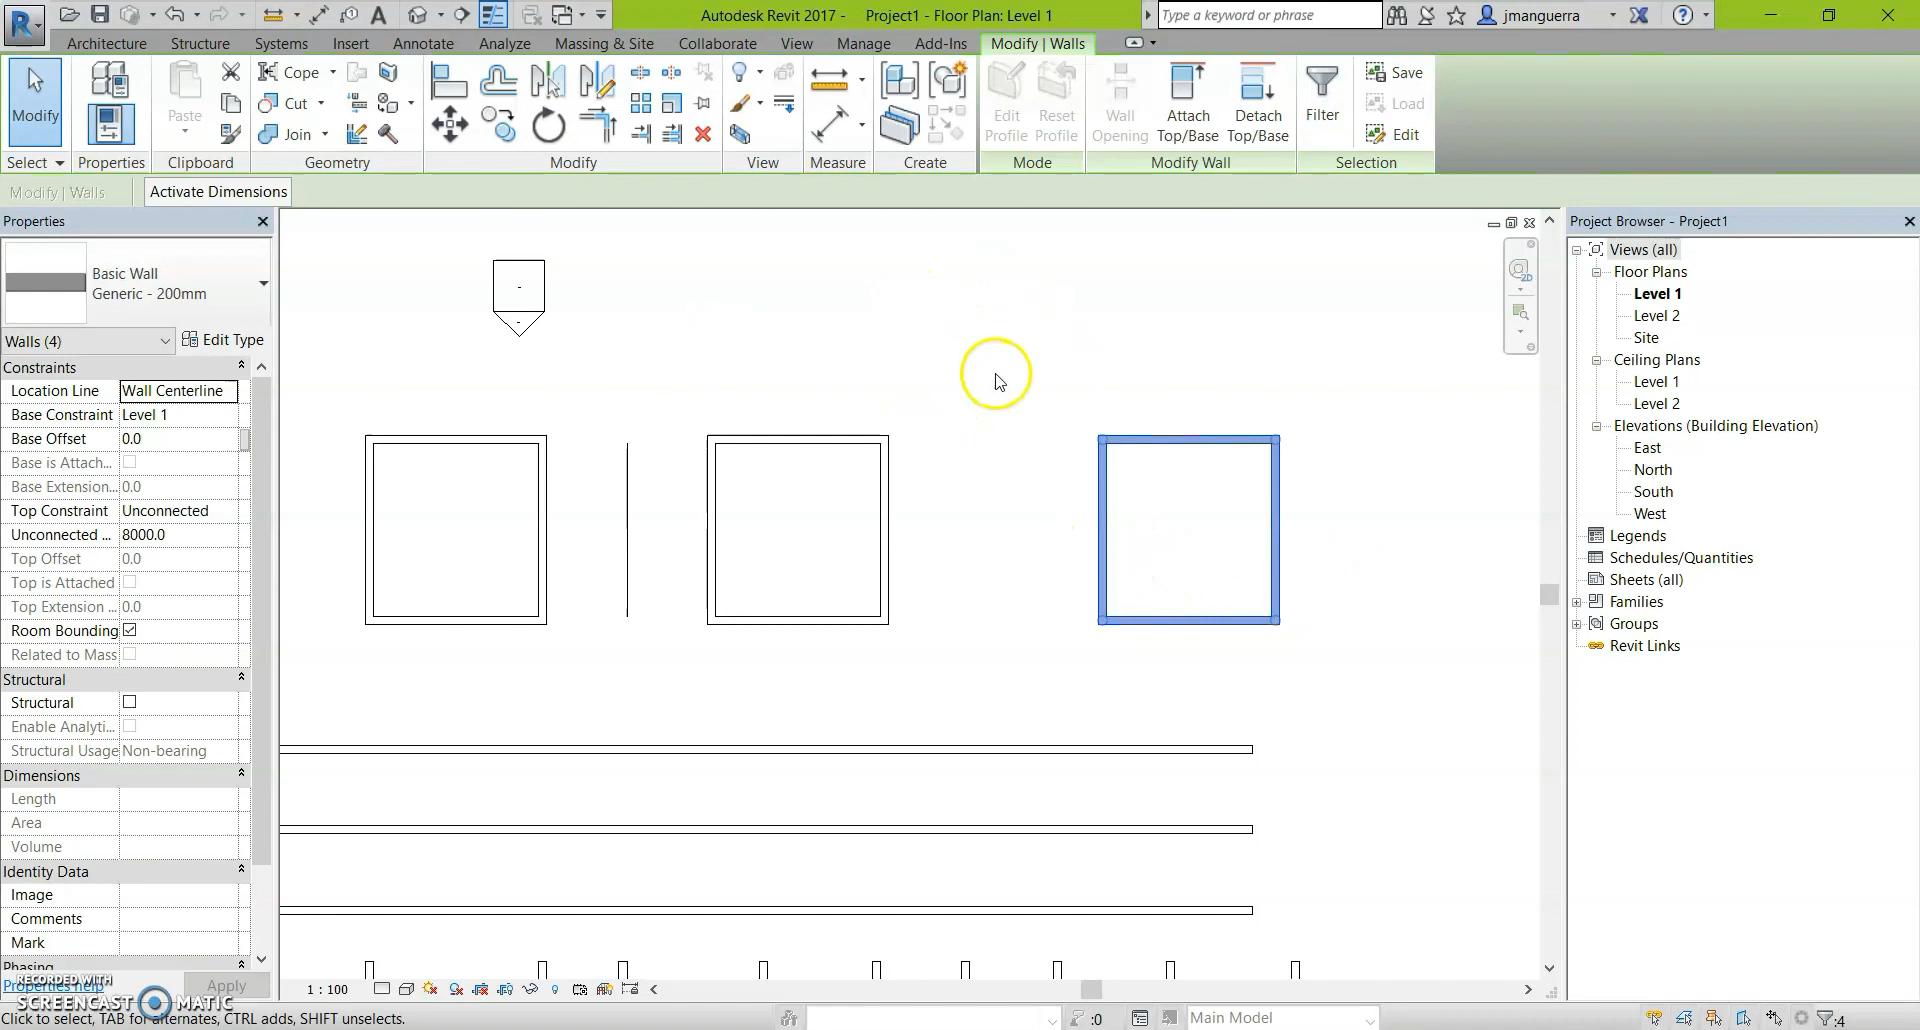 Autodesk Revit 2017 - Project1 - Floor Plan: Level 1
Type a keyword or phrase
jmanguerra
Architecture Structure Systems Insert Annotate Analyze Massing & Site Collaborate View Manage Add-Ins Modify | Walls
Modify
Paste
Cope
Cut
Join
Edit Profile
Reset Profile
Wall Opening
Attach Top/Base
Detach Top/Base
Filter
Save
Load
Edit
Select Properties Clipboard Geometry Modify View Measure Create Mode Modify Wall Selection
Modify | Walls Activate Dimensions
Properties
Basic Wall
Generic - 200mm
Walls (4) Edit Type
Constraints
Location Line Wall Centerline
Base Constraint Level 1
Base Offset 0.0
Base is Attach...
Base Extension... 0.0
Top Constraint Unconnected
Unconnected ... 8000.0
Top Offset 0.0
Top is Attached
Top Extension ... 0.0
Room Bounding
Related to Mass
Structural
Structural
Enable Analyti...
Structural Usage Non-bearing
Dimensions
Length
Area
Volume
Identity Data
Image
Comments
Mark
Phasing
Properties help Apply
RECORDED WITH
SCREENCAST MATIC
1 : 100
Click to select, TAB for alternates, CTRL adds, SHIFT unselects.
:0
Main Model
:4
2D
Project Browser - Project1
Views (all)
Floor Plans
Level 1
Level 2
Site
Ceiling Plans
Level 1
Level 2
Elevations (Building Elevation)
East
North
South
West
Legends
Schedules/Quantities
Sheets (all)
Families
Groups
Revit Links